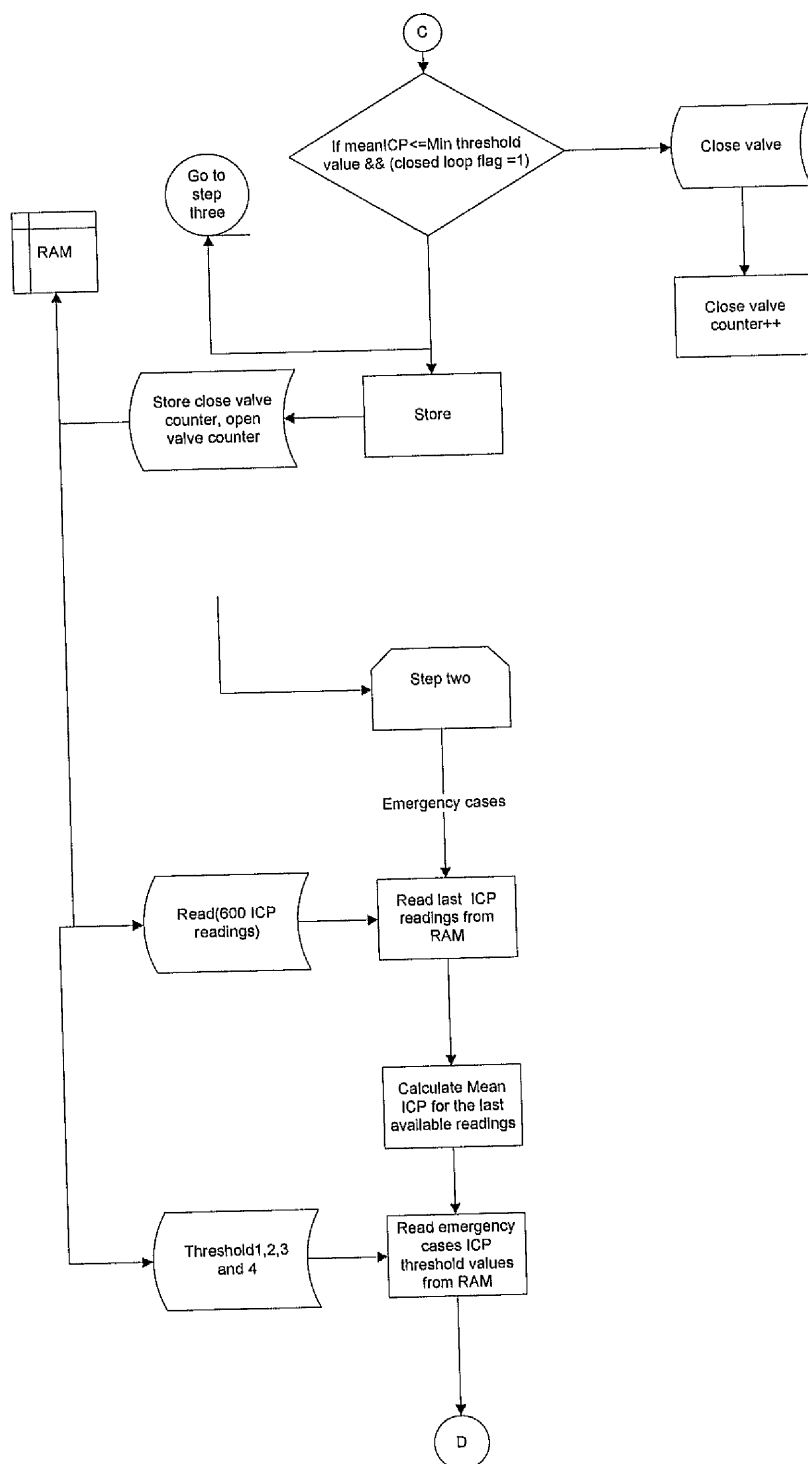 C
If mean!CP<=Min threshold
value && (closed loop flag =1)
Close valve
Go to
step
three
RAM
Close valve
counter++
Store close valve
counter, open
valve counter
Store
Step two
Emergency cases
Read(600 ICP
readings)
Read last ICP
readings from
RAM
Calculate Mean
ICP for the last
available readings
Threshold1,2,3
and 4
Read emergency
cases ICP
threshold values
from RAM
D